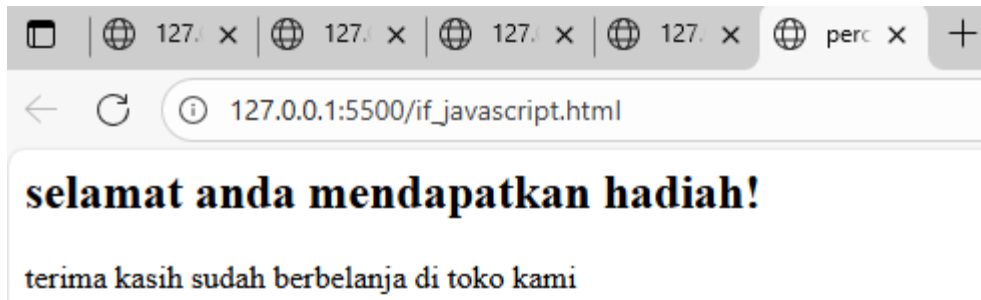 127. 127. 127. 127. perc
127.0.0.1:5500/if_javascript.html
selamat anda mendapatkan hadiah!
terima kasih sudah berbelanja di toko kami